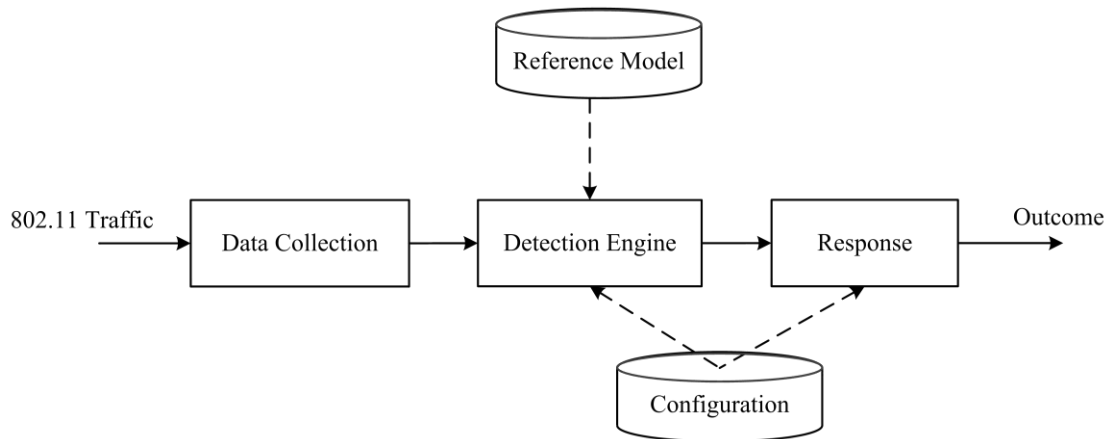 Reference Model
802.11 Traffic
Data Collection
Detection Engine
Response
Outcome
Configuration